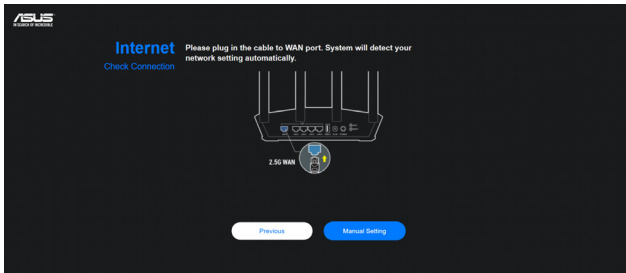 ASUS
IN SEARCH OF INCREDIBLE
Internet
Check Connection
Please plug in the cable to WAN port. System will detect your
network setting automatically.
2.5G WAN
Previous
Manual Setting